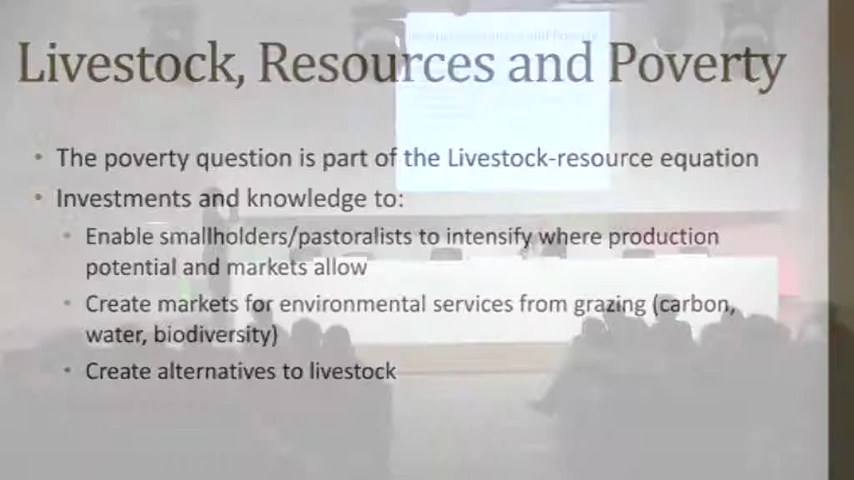 Livestock, Resources and Poverty
• The poverty question is part of the Livestock-resource equation
• Investments and knowledge to:
• Enable smallholders/pastoralists to intensify where production
potential and markets allow
• Create markets for environmental services from grazing (carbon,
water, biodiversity)
• Create alternatives to livestock